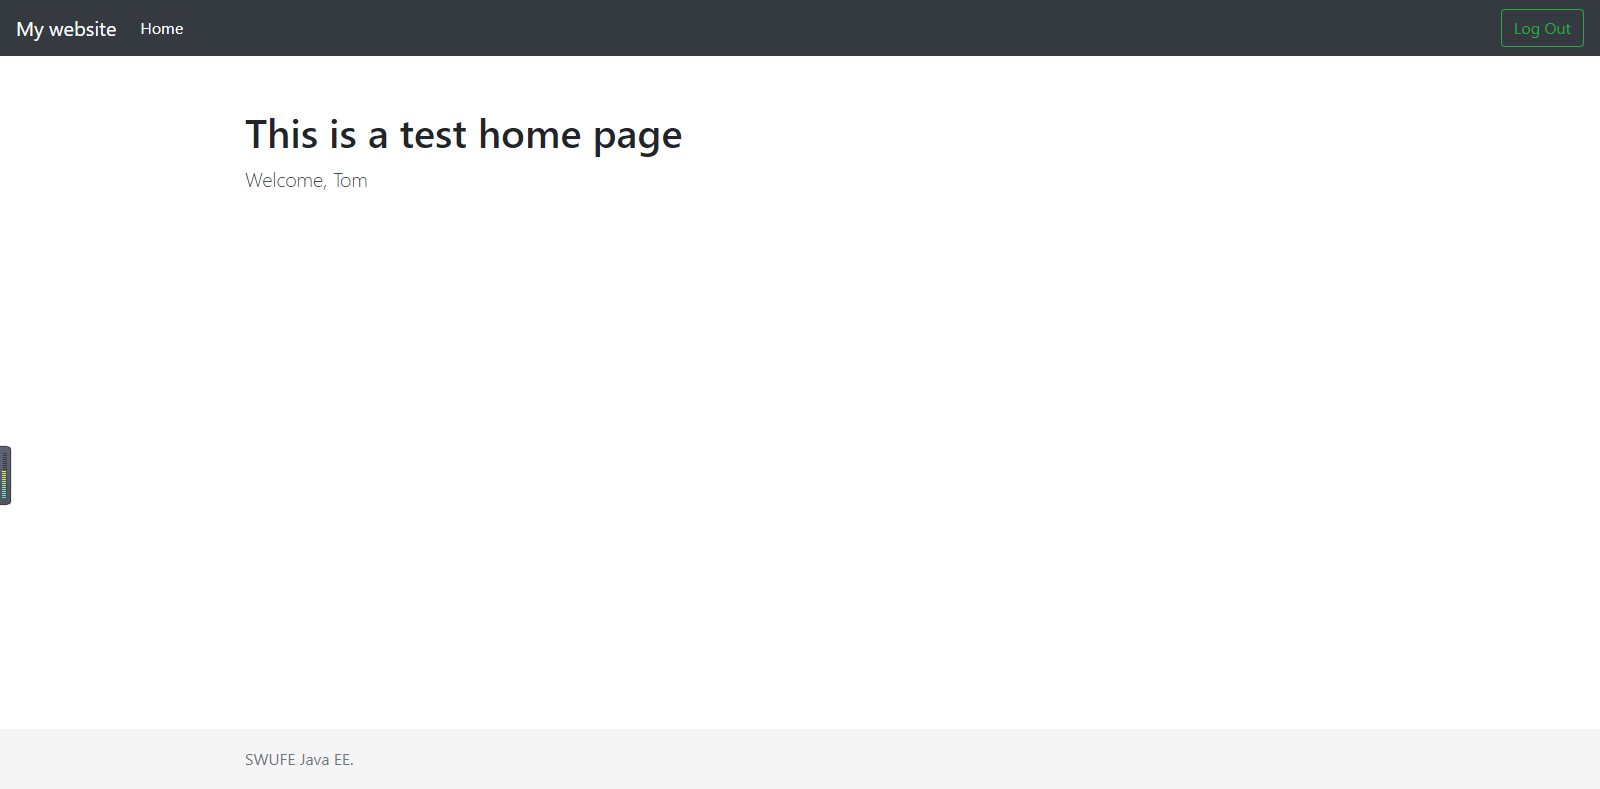 My website Home Log Out
This is a test home page
Welcome, Tom
SWUFE Java EE.